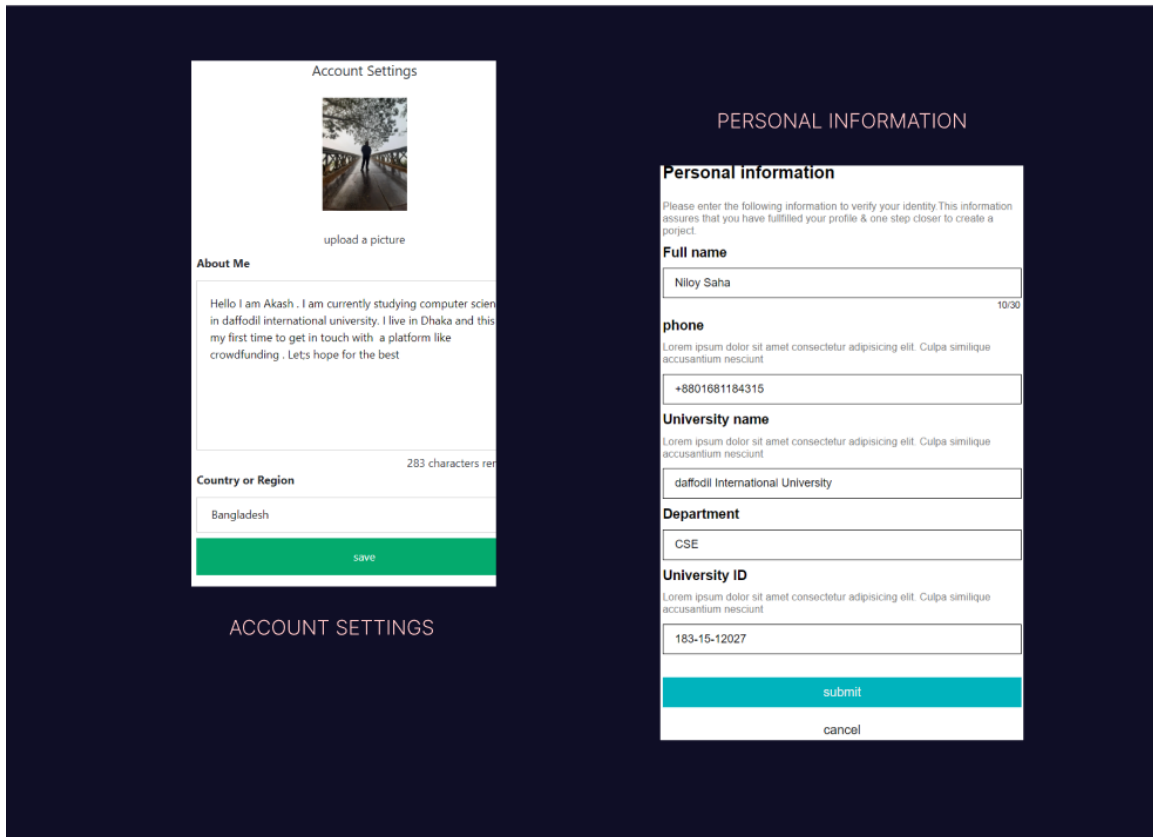 Account Settings
upload a picture
About Me
Hello I am Akash . I am currently studying computer scien
in daffodil international university. I live in Dhaka and this
my first time to get in touch with a platform like
crowdfunding . Let;s hope for the best
283 characters rer
Country or Region
Bangladesh
save
ACCOUNT SETTINGS
PERSONAL INFORMATION
Personal information
Please enter the following information to verify your identity.This information
assures that you have fullfilled your profile & one step closer to create a
porject.
Full name
Niloy Saha
10/30
phone
Lorem ipsum dolor sit amet consectetur adipisicing elit. Culpa similique
accusantium nesciunt
+8801681184315
University name
Lorem ipsum dolor sit amet consectetur adipisicing elit. Culpa similique
accusantium nesciunt
daffodil International University
Department
CSE
University ID
Lorem ipsum dolor sit amet consectetur adipisicing elit. Culpa similique
accusantium nesciunt
183-15-12027
submit
cancel